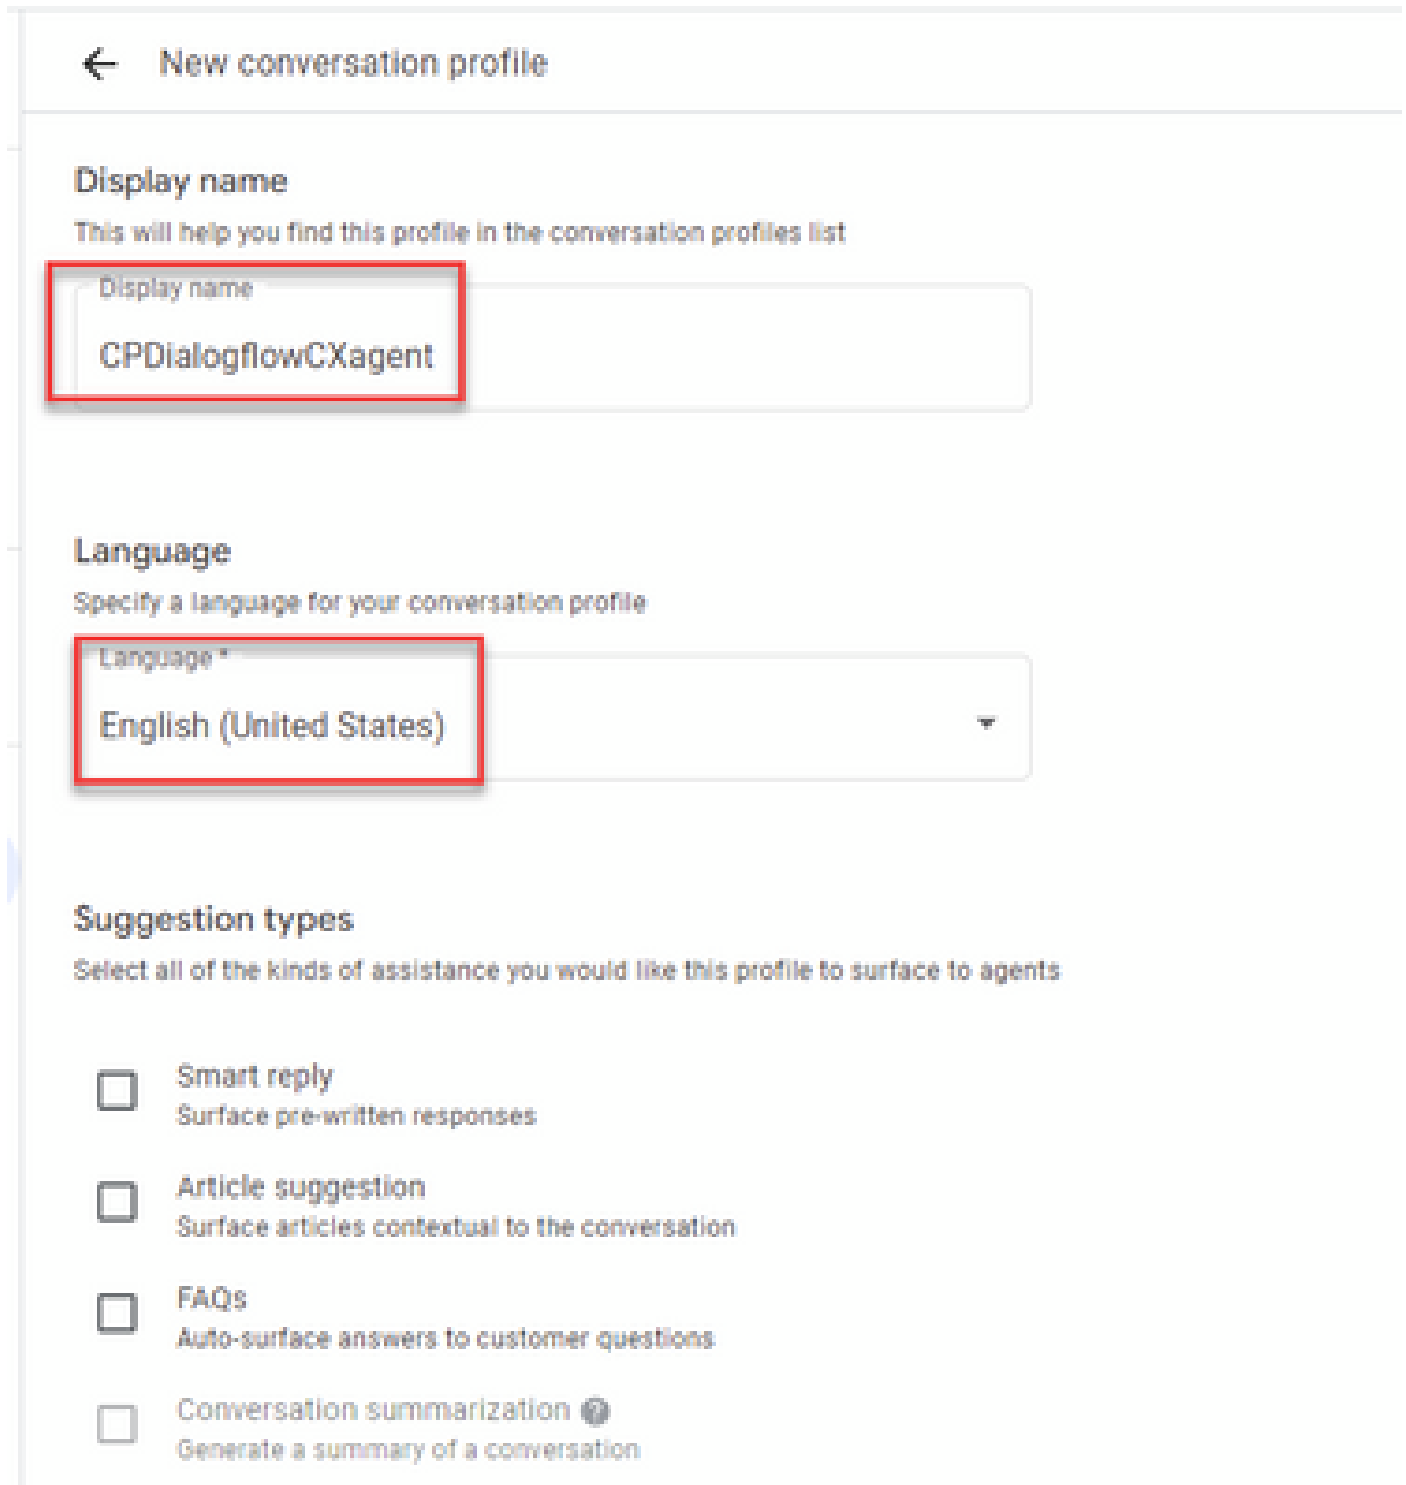 New conversation profile
Display name
This will help you find this profile in the conversation profiles list
Display name
CPDialogflowCXagent
Language
Specify a language for your conversation profile
Language *
English (United States)
Suggestion types
Select all of the kinds of assistance you would like this profile to surface to agents
Smart reply
Surface pre-written responses
Article suggestion
Surface articles contextual to the conversation
FAQs
Auto-surface answers to customer questions
Conversation summarization ?
Generate a summary of a conversation